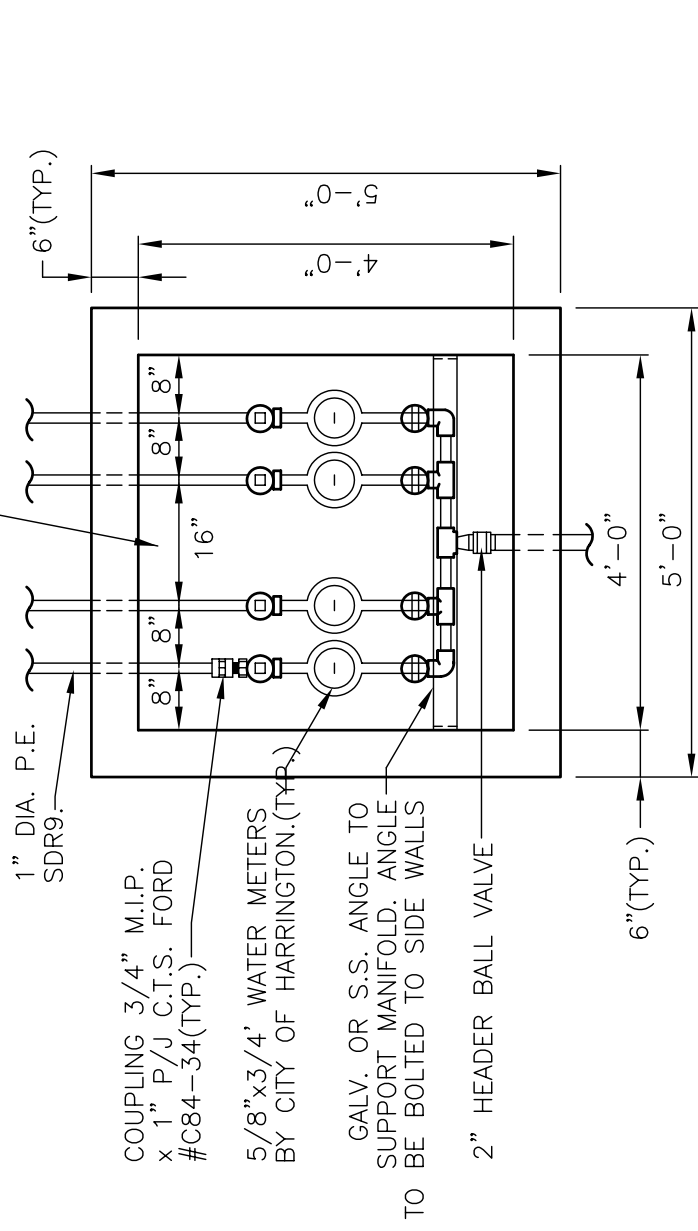 6"(TYP.)
5'-0"
4'-0"
8"
8"
16"
8"
8"
1" DIA. P.E.
SDR9.
COUPLING 3/4" M.I.P.
x 1" P/J C.T.S. FORD
#C84-34(TYP.)
5/8"x3/4' WATER METERS
BY CITY OF HARRINGTON.(TYP.)
GALV. OR S.S. ANGLE TO
SUPPORT MANIFOLD. ANGLE
TO BE BOLTED TO SIDE WALLS
2" HEADER BALL VALVE
4'-0"
5'-0"
6"(TYP.)